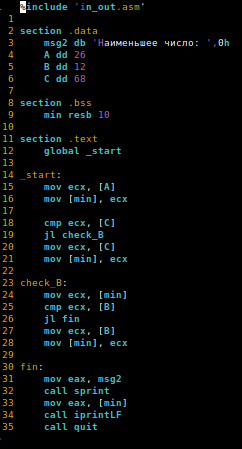 1 %include 'in_out.asm'
2
3 section .data
3 msg2 db 'Наименьшее число: ',0h
4 A dd 26
5 B dd 12
6 C dd 68
7
8 section .bss
9 min resb 10
10
11 section .text
12 global _start
13
14 _start:
15 mov ecx, [A]
16 mov [min], ecx
17
18 cmp ecx, [C]
19 jl check_B
20 mov ecx, [C]
21 mov [min], ecx
22
23 check_B:
24 mov ecx, [min]
25 cmp ecx, [B]
26 jl fin
27 mov ecx, [B]
28 mov [min], ecx
29
30 fin:
31 mov eax, msg2
32 call sprint
33 mov eax, [min]
34 call iprintLF
35 call quit